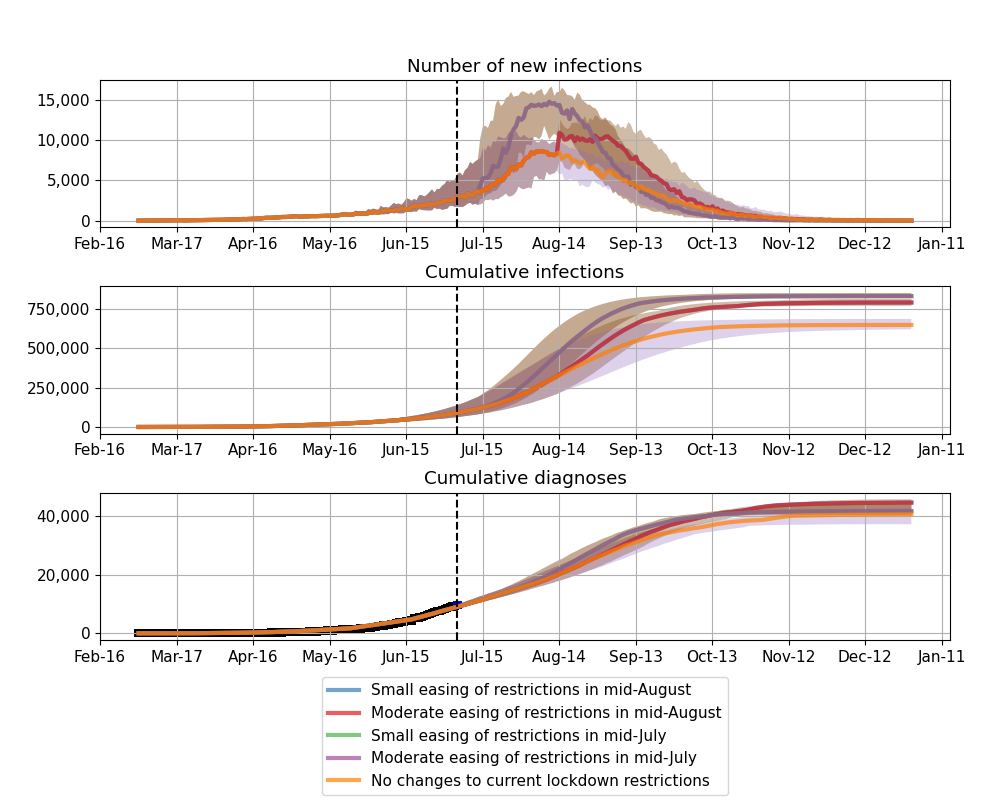 Number of new infections
15,000
10,000
5,000
0
Feb-16 Mar-17 Apr-16 May-16 Jun-15 Jul-15 Aug-14 Sep-13 Oct-13 Nov-12 Dec-12 Jan-11
Cumulative infections
750,000
500,000
250,000
0
Feb-16 Mar-17 Apr-16 May-16 Jun-15 Jul-15 Aug-14 Sep-13 Oct-13 Nov-12 Dec-12 Jan-11
Cumulative diagnoses
40,000
20,000
0
Feb-16 Mar-17 Apr-16 May-16 Jun-15 Jul-15 Aug-14 Sep-13 Oct-13 Nov-12 Dec-12 Jan-11
Small easing of restrictions in mid-August
Moderate easing of restrictions in mid-August
Small easing of restrictions in mid-July
Moderate easing of restrictions in mid-July
No changes to current lockdown restrictions